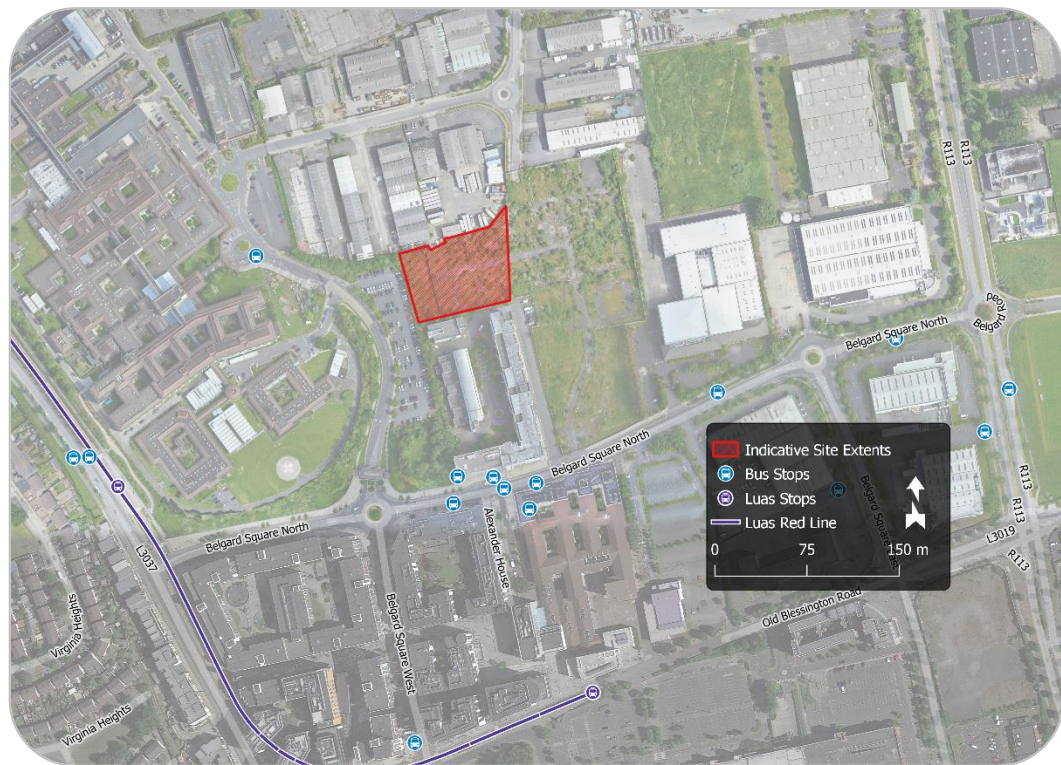 R113
R113
Belgard
Road
Belgard Square North
Belgard Square North
Indicative Site Extents
Bus Stops
Luas Stops
Luas Red Line
0 75 150 m
R113
R113
L3019
R113
Belgard Square East
Alexander House
Belgard Square North
L3037
Belgard Square West
Old Blessington Road
Virginia Heights
Virginia Heights